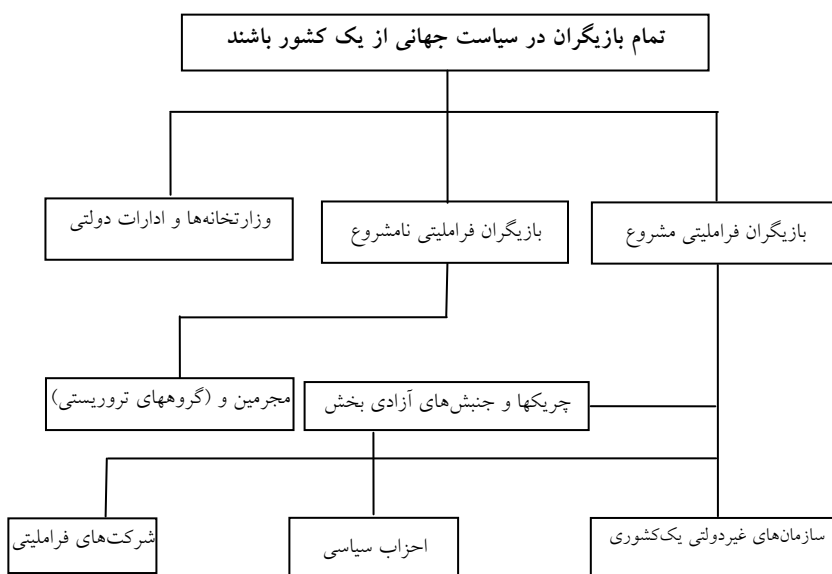 تمام بازیگران در سیاست جهانی از یک کشور باشند
بازیگران فراملیتی مشروع
بازیگران فراملیتی نامشروع
وزارتخانه‌ها و ادارات دولتی
چریکها و جنبش‌های آزادی بخش
مجرمین و (گروههای تروریستی)
سازمان‌های غیردولتی یک‌کشوری
احزاب سیاسی
شرکت‌های فراملیتی